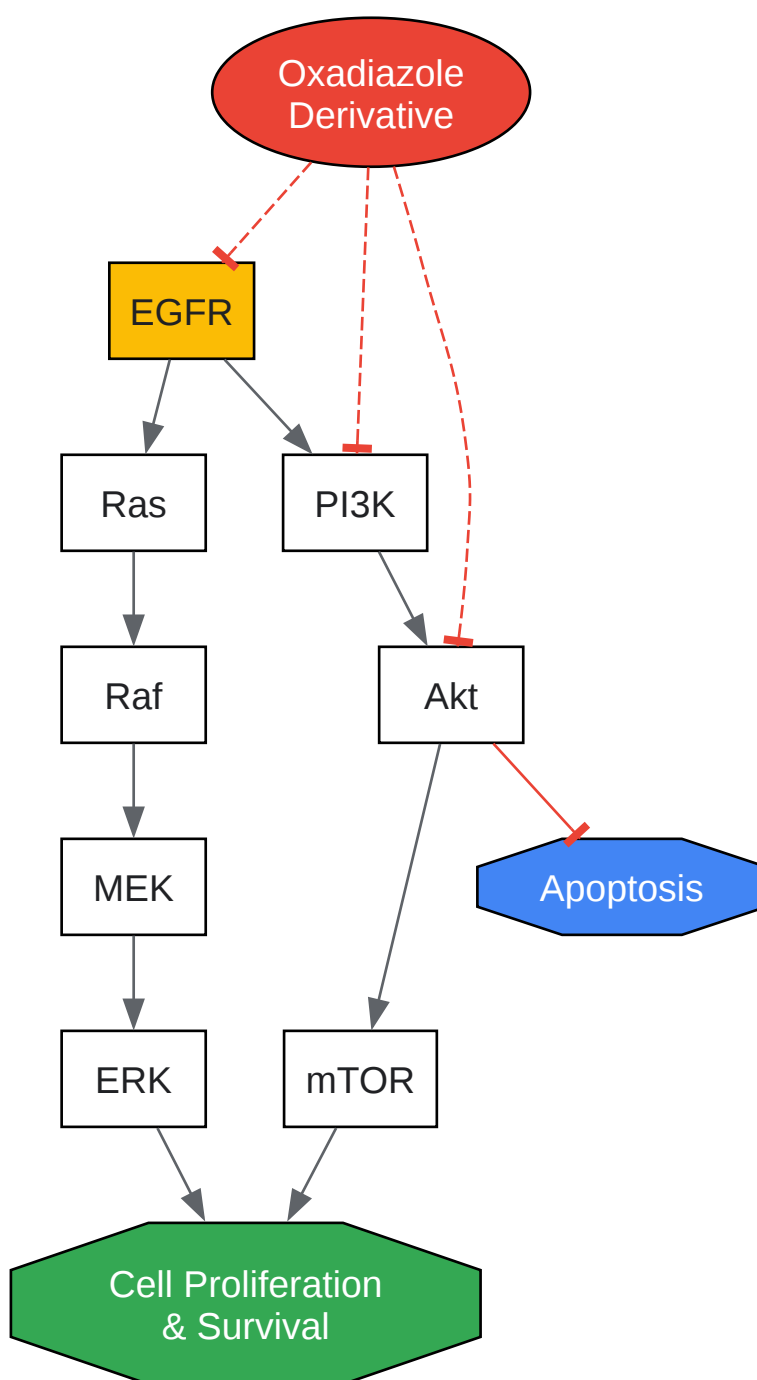 Oxadiazole
Derivative
EGFR
Ras
PI3K
Raf
Akt
MEK
Apoptosis
ERK
mTOR
Cell Proliferation
& Survival